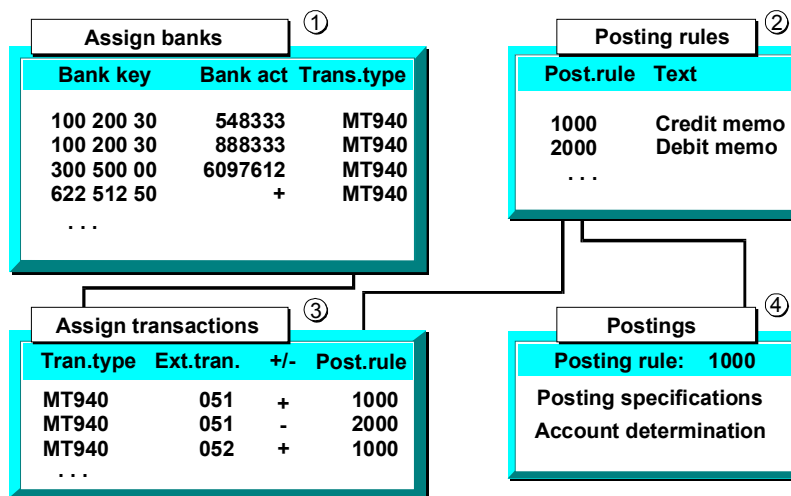 Assign banks ①
Bank key Bank act Trans.type
100 200 30 548333 MT940
100 200 30 888333 MT940
300 500 00 6097612 MT940
622 512 50 + MT940
. . .
Posting rules ②
Post.rule Text
1000 Credit memo
2000 Debit memo
. . .
Assign transactions ③
Tran.type Ext.tran. +/- Post.rule
MT940 051 + 1000
MT940 051 - 2000
MT940 052 + 1000
. . .
Postings ④
Posting rule: 1000
Posting specifications
Account determination